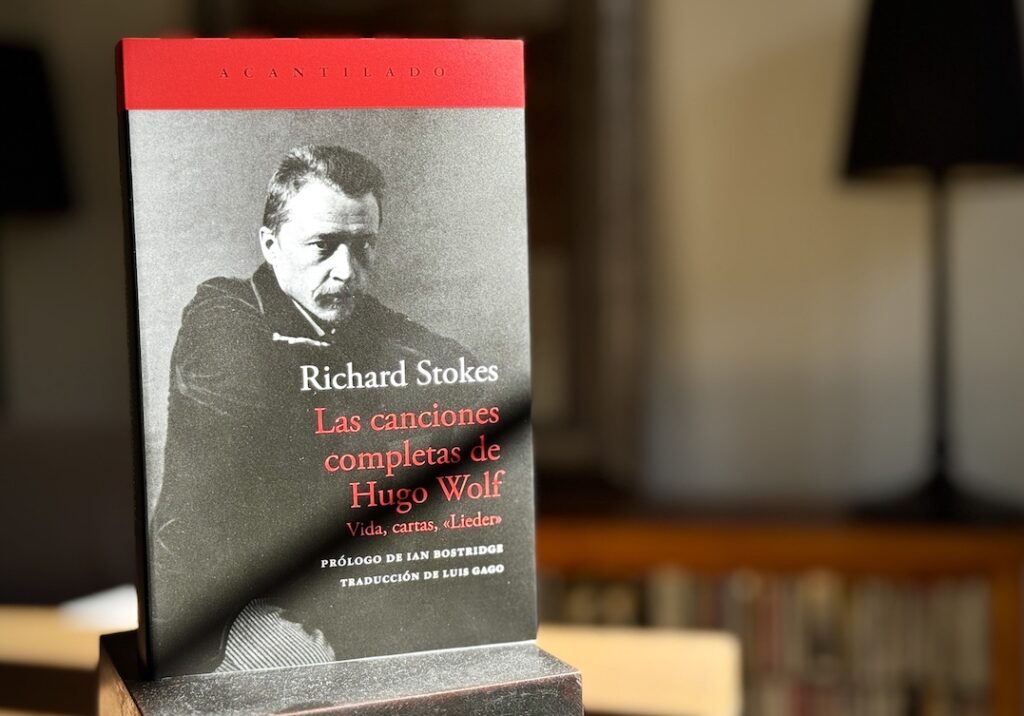 ACANTILADO
Richard Stokes
Las canciones
completas de
Hugo Wolf
Vida, cartas, «Lieder»
PRÓLOGO DE IAN BOSTRIDGE
TRADUCCIÓN DE LUIS GAGO